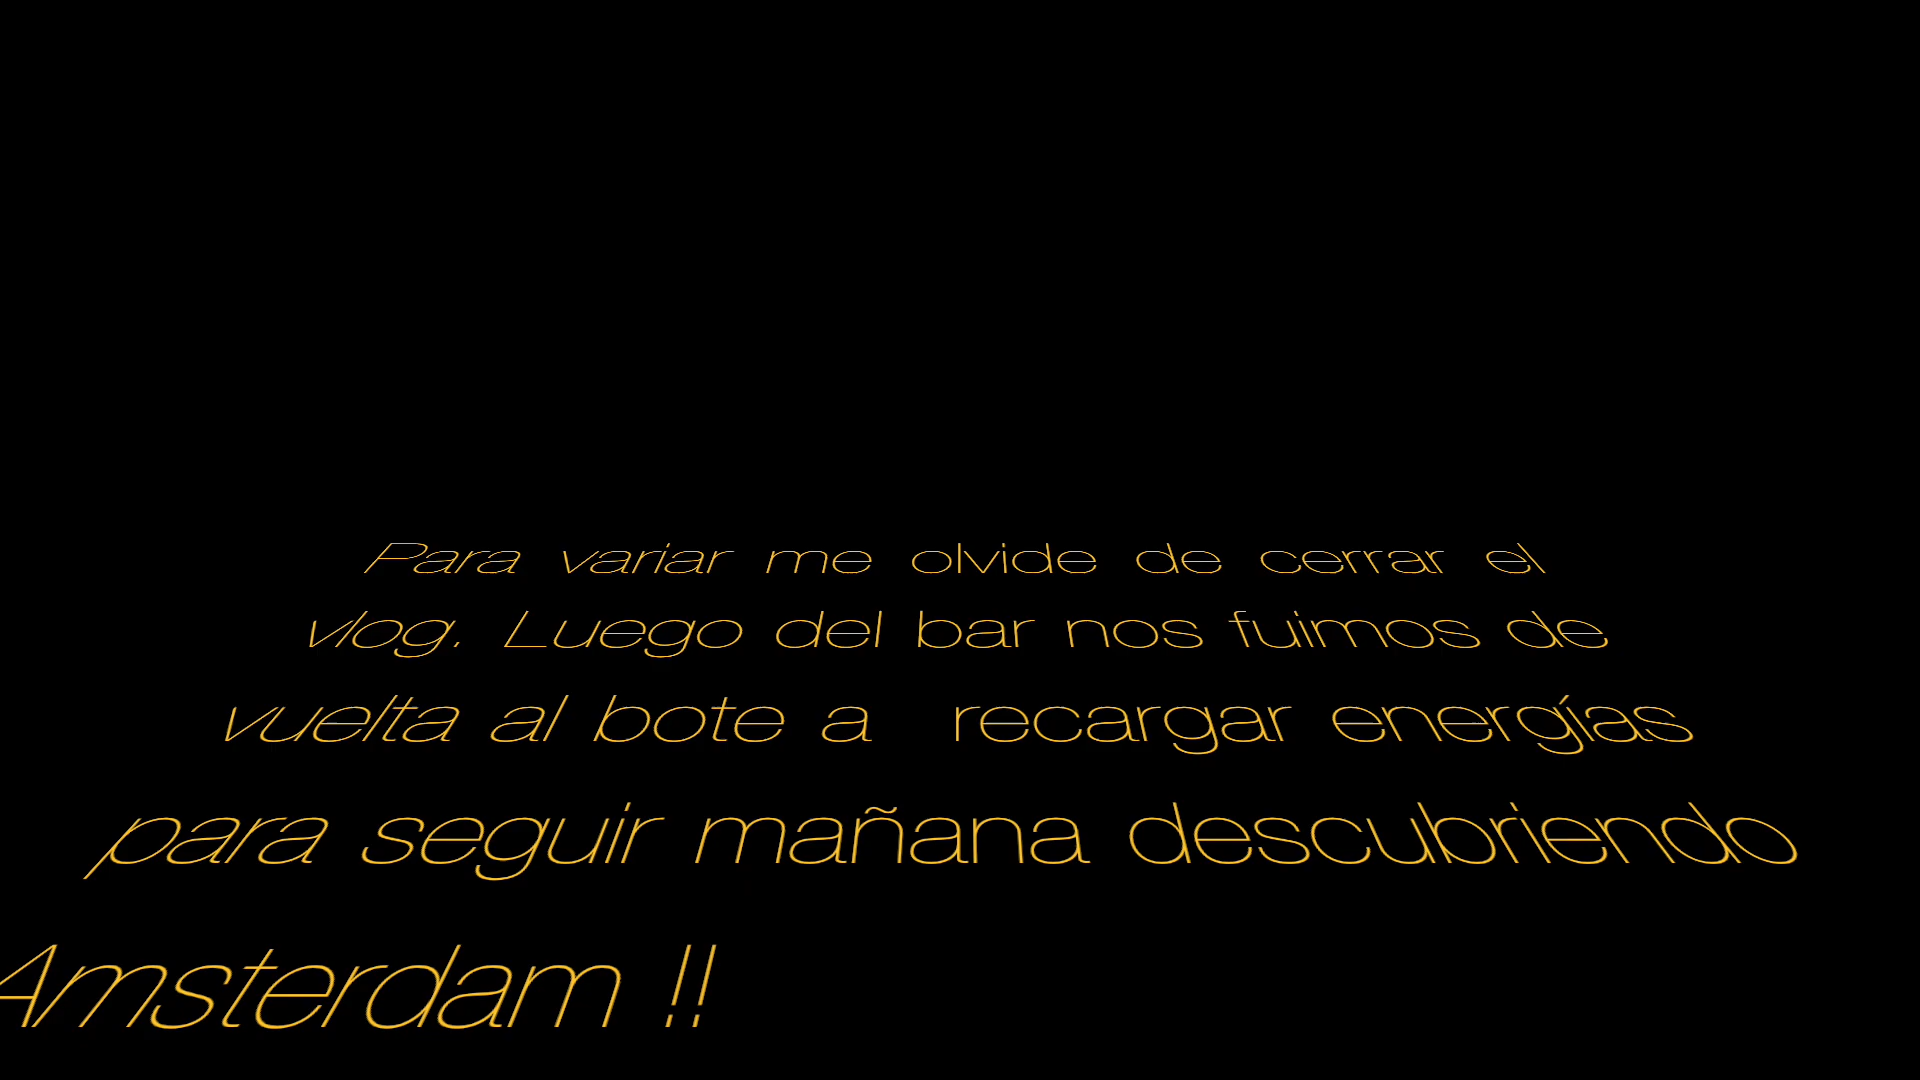 Para variar me olvide de cerrar el
vlog. Luego del bar nos fuimos de
vuelta al bote a recargar energías
para seguir mañana descubriendo
Amsterdam !!